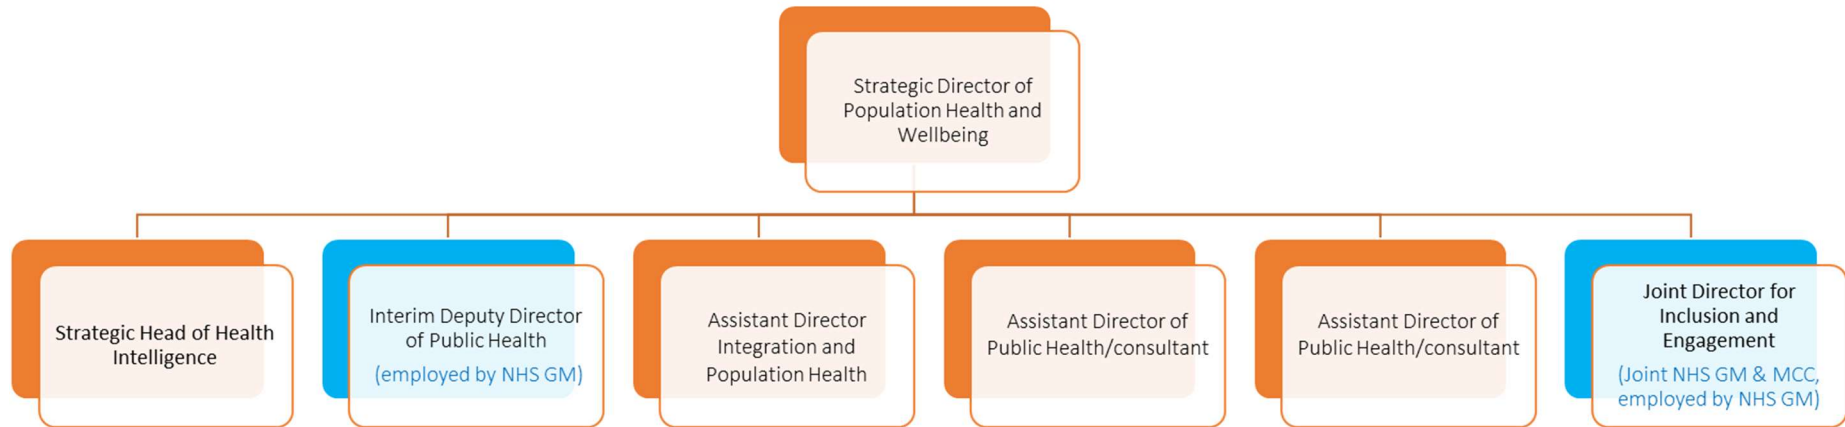 Strategic Director of
Population Health and
Wellbeing
Strategic Head of Health
Intelligence
Interim Deputy Director
of Public Health
(employed by NHS GM)
Assistant Director
Integration and
Population Health
Assistant Director of
Public Health/consultant
Assistant Director of
Public Health/consultant
Joint Director for
Inclusion and
Engagement
(Joint NHS GM & MCC,
employed by NHS GM)